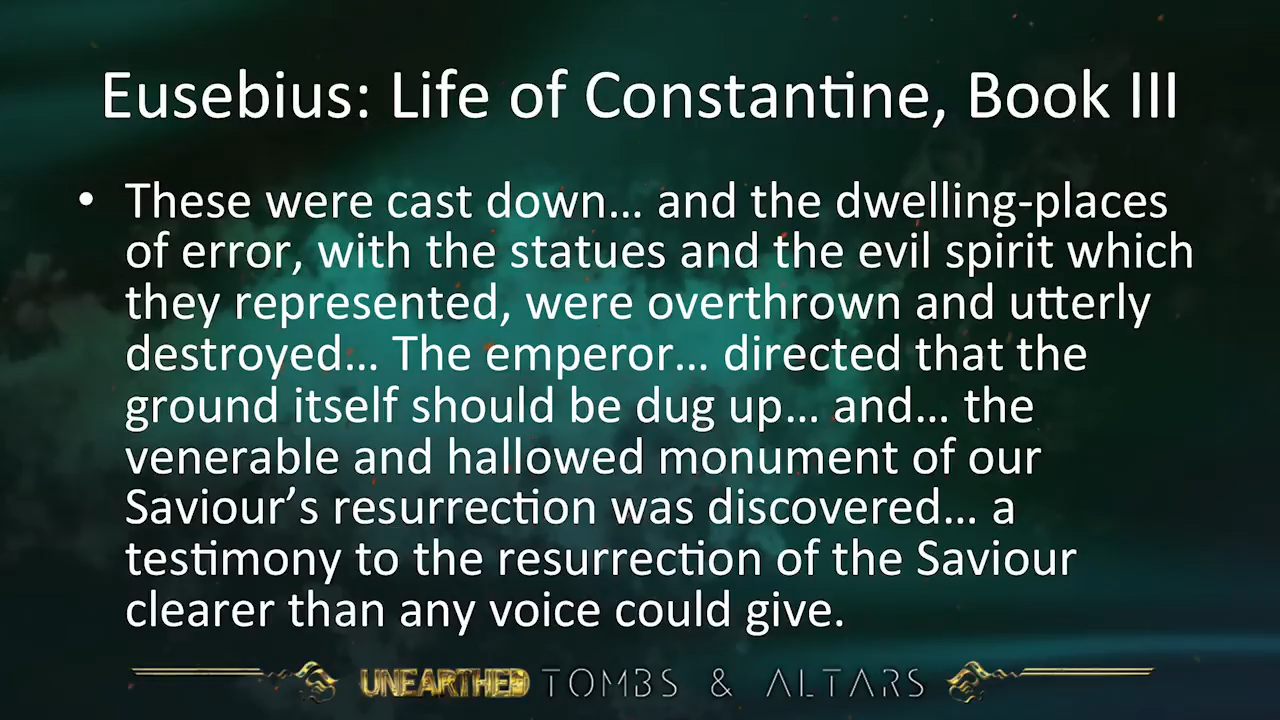 Eusebius: Life of Constantine, Book III
• These were cast down… and the dwelling-places
of error, with the statues and the evil spirit which
they represented, were overthrown and utterly
destroyed… The emperor… directed that the
ground itself should be dug up… and… the
venerable and hallowed monument of our
Saviour’s resurrection was discovered… a
testimony to the resurrection of the Saviour
clearer than any voice could give.
UNEARTHED TOMBS & ALTARS